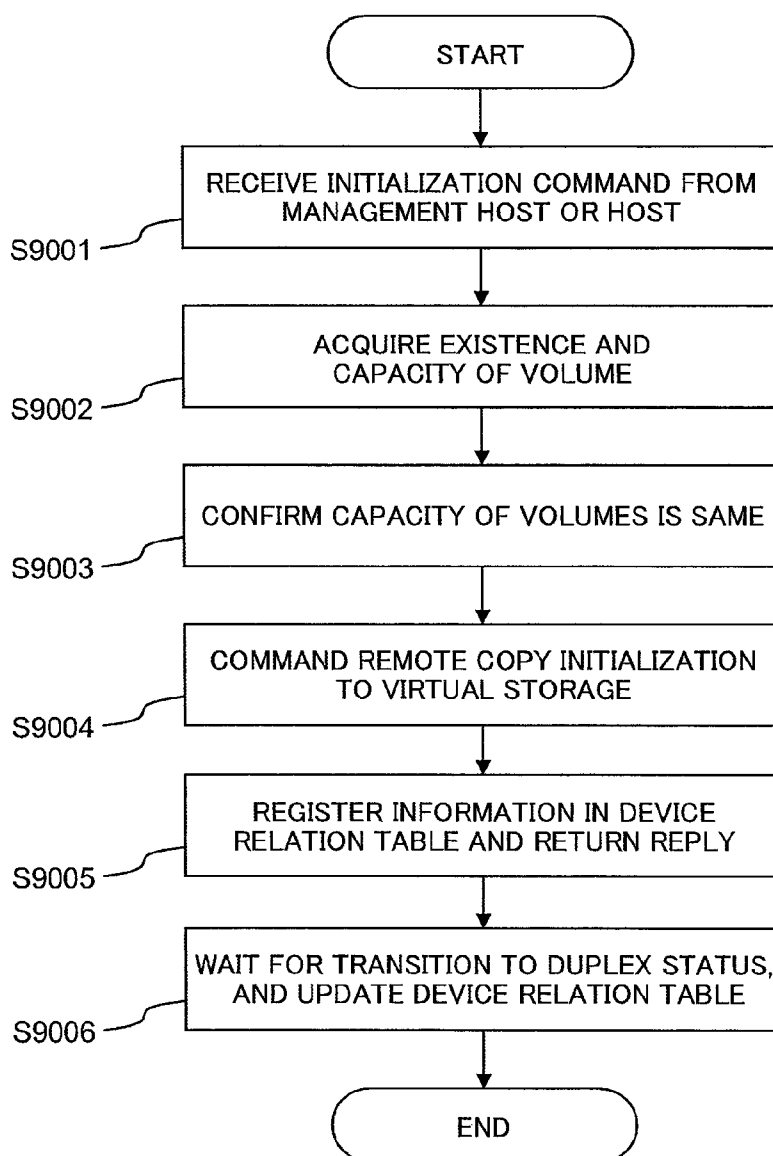 START
RECEIVE INITIALIZATION COMMAND FROM
MANAGEMENT HOST OR HOST
S9001
ACQUIRE EXISTENCE AND
CAPACITY OF VOLUME
S9002
CONFIRM CAPACITY OF VOLUMES IS SAME
S9003
COMMAND REMOTE COPY INITIALIZATION
TO VIRTUAL STORAGE
S9004
REGISTER INFORMATION IN DEVICE
RELATION TABLE AND RETURN REPLY
S9005
WAIT FOR TRANSITION TO DUPLEX STATUS,
AND UPDATE DEVICE RELATION TABLE
S9006
END